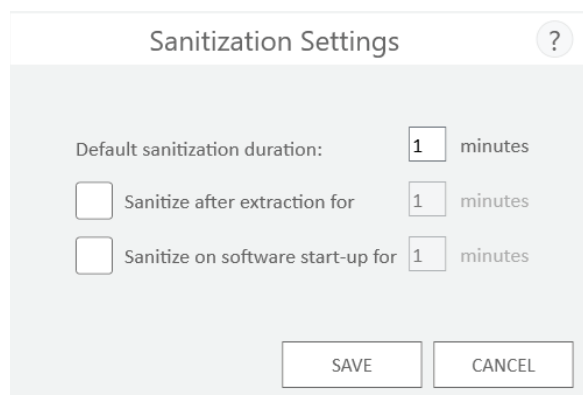 Sanitization Settings ?
Default sanitization duration: 1 minutes
Sanitize after extraction for 1 minutes
Sanitize on software start-up for 1 minutes
SAVE CANCEL